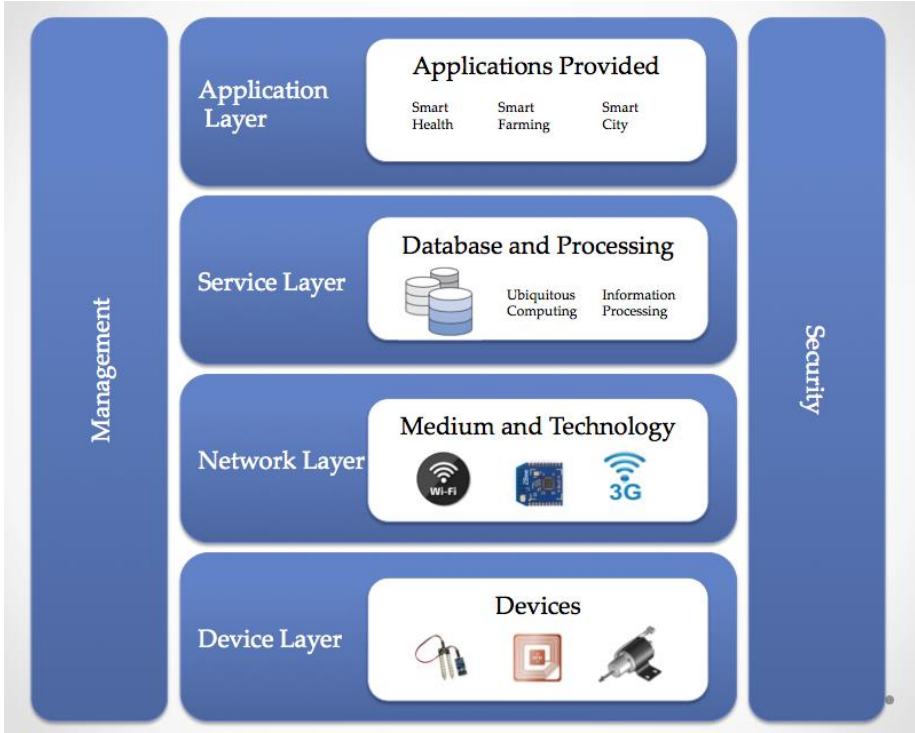 Management
Application
Layer
Applications Provided
Smart
Health
Smart
Farming
Smart
City
Service Layer
Database and Processing
Ubiquitous
Computing
Information
Processing
Network Layer
Medium and Technology
Wi-Fi
3G
Device Layer
Devices
Security